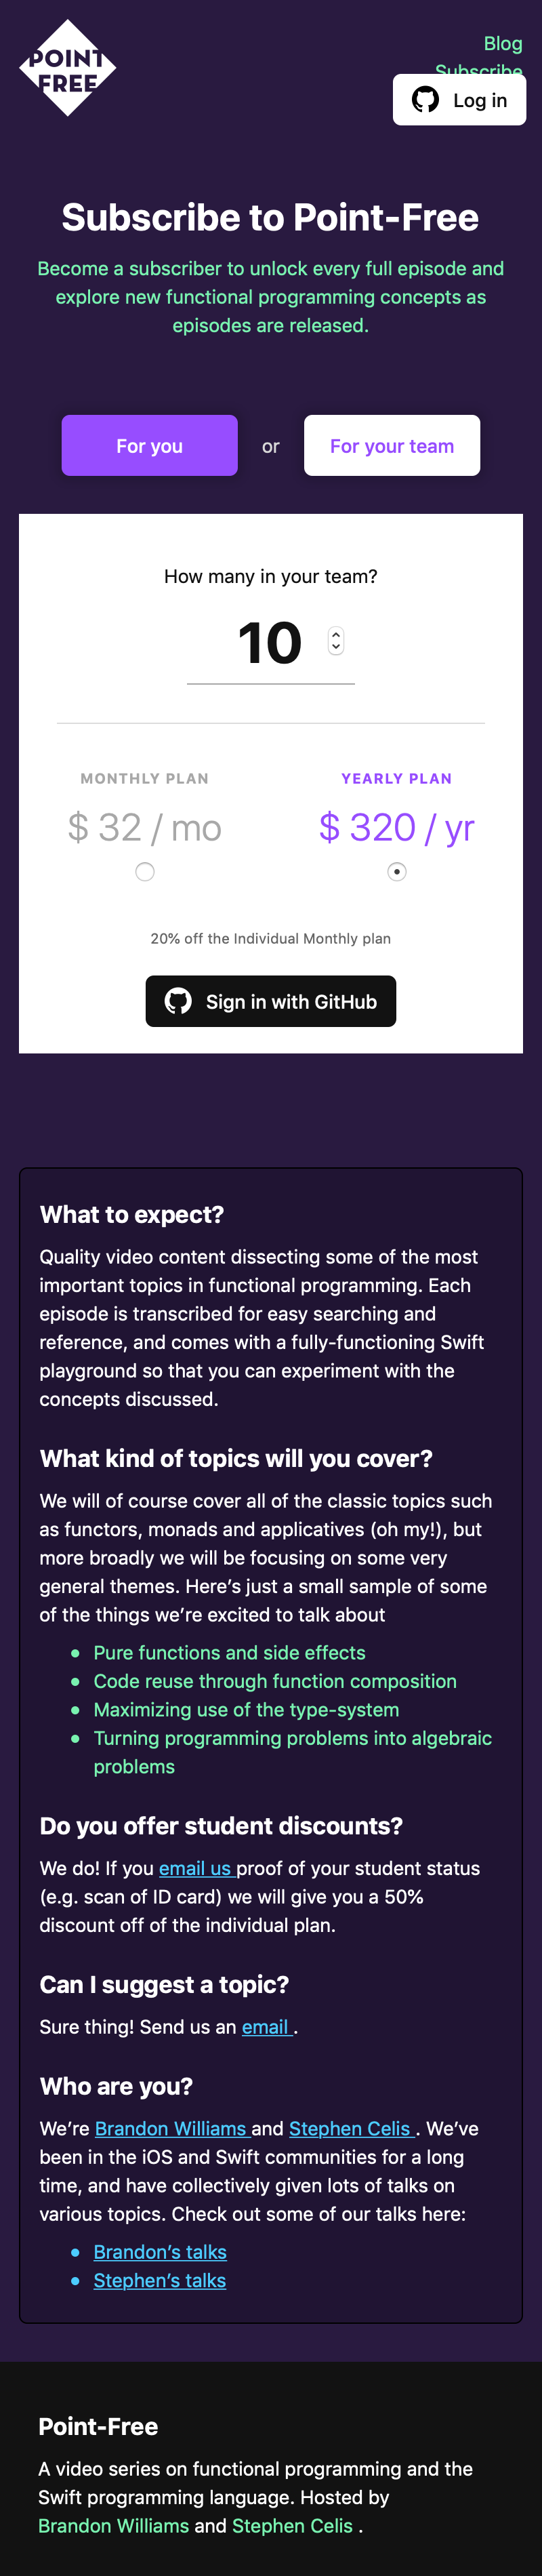 POINT
FREE
Blog
Subscribe
Log in
Subscribe to Point-Free
Become a subscriber to unlock every full episode and
explore new functional programming concepts as
episodes are released.
For you or For your team
How many in your team?
10
MONTHLY PLAN YEARLY PLAN
$ 32 / mo $ 320 / yr
20% off the Individual Monthly plan
Sign in with GitHub
What to expect?
Quality video content dissecting some of the most
important topics in functional programming. Each
episode is transcribed for easy searching and
reference, and comes with a fully-functioning Swift
playground so that you can experiment with the
concepts discussed.
What kind of topics will you cover?
We will of course cover all of the classic topics such
as functors, monads and applicatives (oh my!), but
more broadly we will be focusing on some very
general themes. Here’s just a small sample of some
of the things we’re excited to talk about
• Pure functions and side effects
• Code reuse through function composition
• Maximizing use of the type-system
• Turning programming problems into algebraic
problems
Do you offer student discounts?
We do! If you email us proof of your student status
(e.g. scan of ID card) we will give you a 50%
discount off of the individual plan.
Can I suggest a topic?
Sure thing! Send us an email .
Who are you?
We’re Brandon Williams and Stephen Celis . We’ve
been in the iOS and Swift communities for a long
time, and have collectively given lots of talks on
various topics. Check out some of our talks here:
• Brandon’s talks
• Stephen’s talks
Point-Free
A video series on functional programming and the
Swift programming language. Hosted by
Brandon Williams and Stephen Celis .